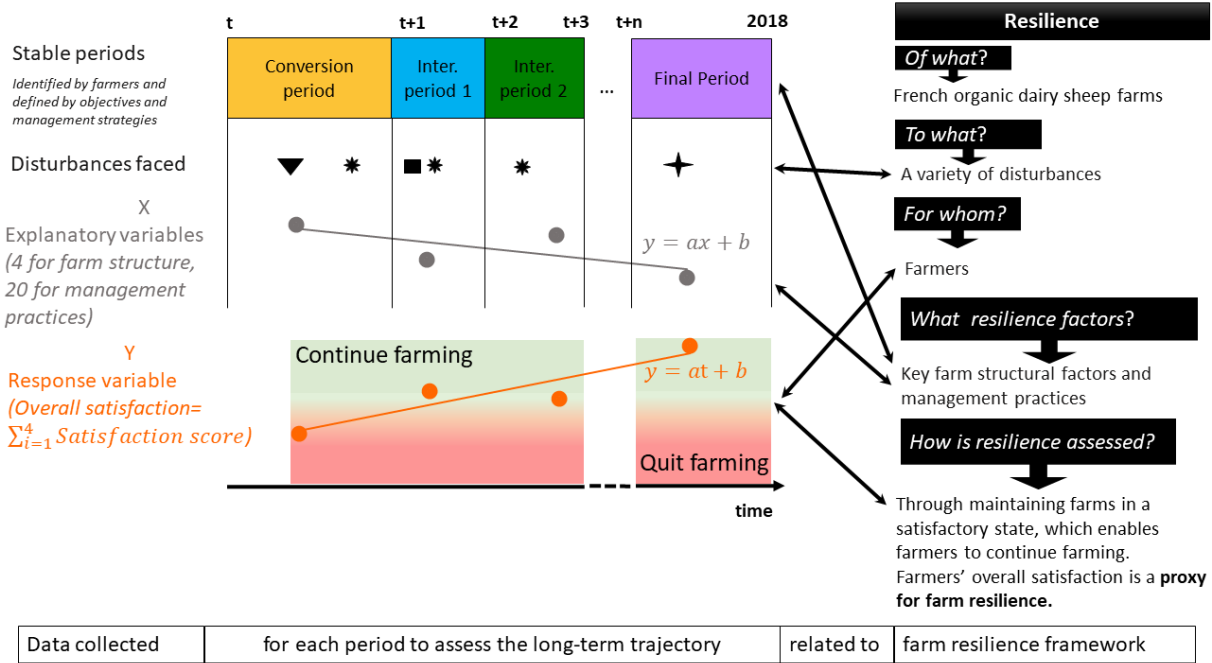 t
t+1
t+2
t+3
t+n
2018
Stable periods
Identified by farmers and
defined by objectives and
management strategies
Conversion
period
Inter.
period 1
Inter.
period 2
...
Final Period
Disturbances faced
X
Explanatory variables
(4 for farm structure,
20 for management
practices)
y = ax + b
Y
Response variable
(Overall satisfaction=
∑⁴ᵢ₌₁ Satisfaction score)
Continue farming
y = at + b
Quit farming
time
Resilience
Of what?
French organic dairy sheep farms
To what?
A variety of disturbances
For whom?
Farmers
What resilience factors?
Key farm structural factors and
management practices
How is resilience assessed?
Through maintaining farms in a
satisfactory state, which enables
farmers to continue farming.
Farmers' overall satisfaction is a proxy
for farm resilience.
Data collected
for each period to assess the long-term trajectory
related to
farm resilience framework